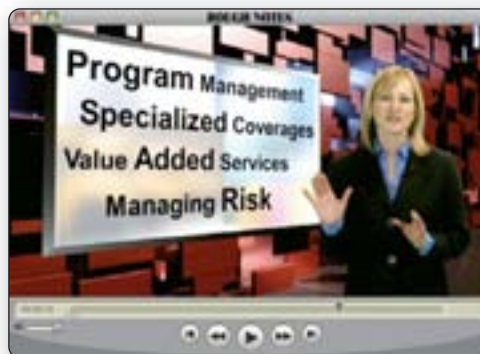 ROUGH NOTES
Program Management
Specialized Coverages
Value Added Services
Managing Risk